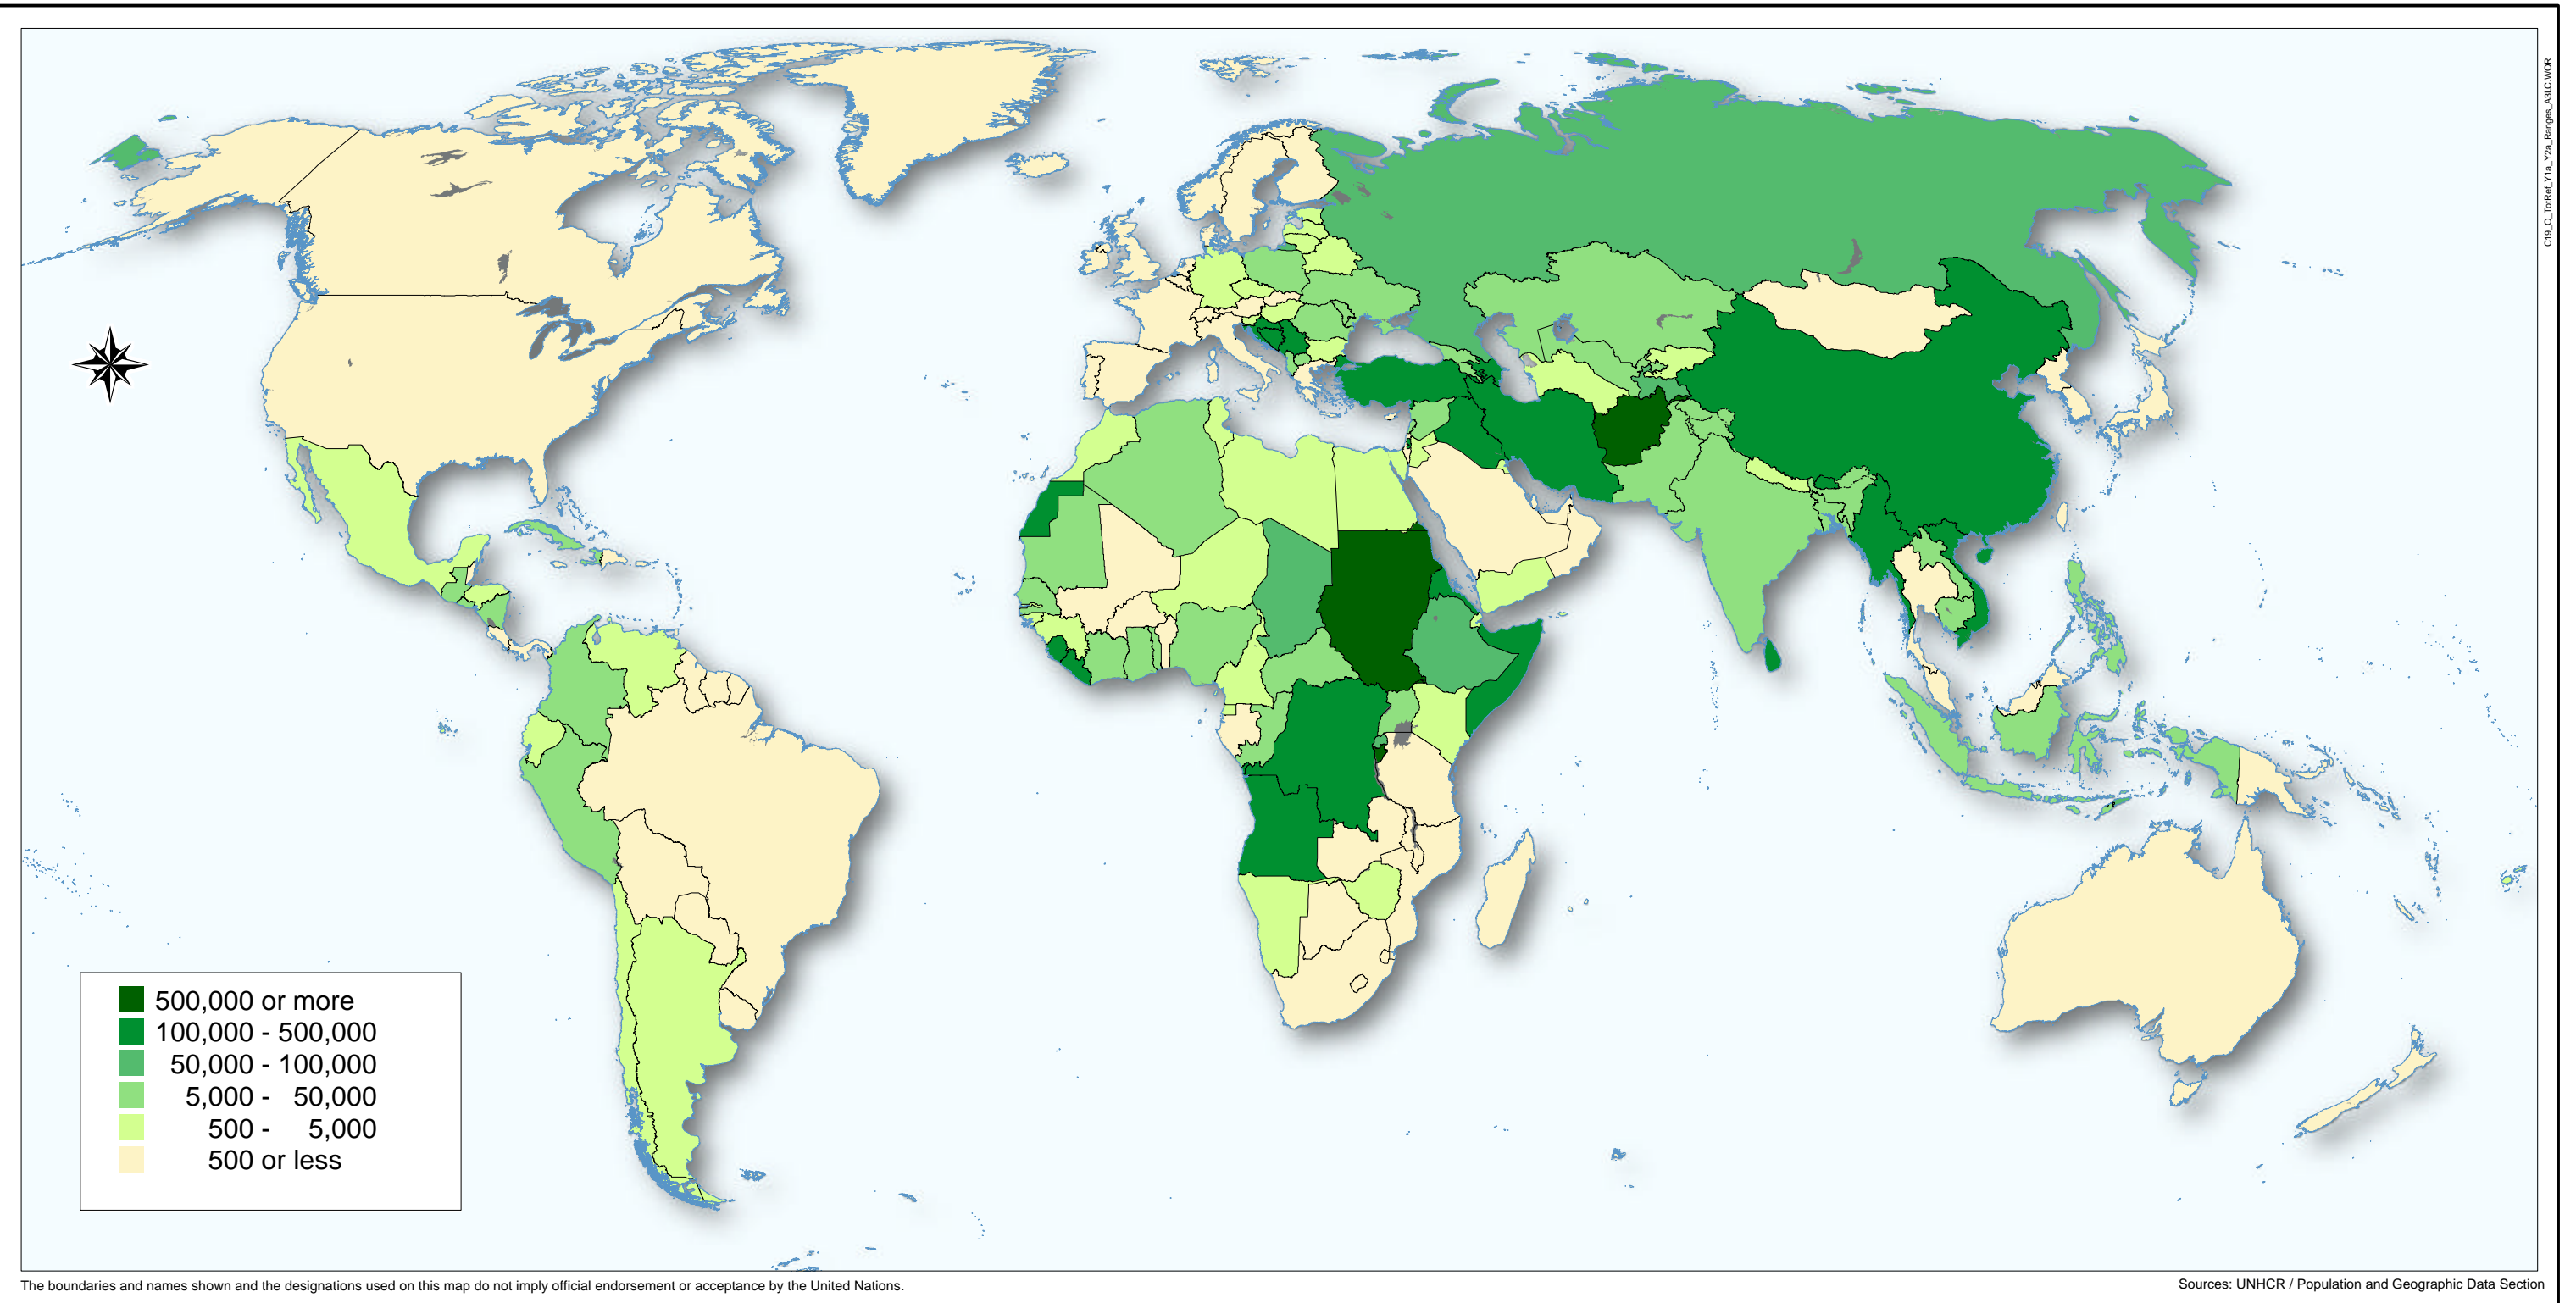 C19_O_TotRef_Y1a_Y2a_Ranges_A3LC.WOR
500,000 or more
100,000 - 500,000
50,000 - 100,000
5,000 - 50,000
500 - 5,000
500 or less
The boundaries and names shown and the designations used on this map do not imply official endorsement or acceptance by the United Nations.
Sources: UNHCR / Population and Geographic Data Section